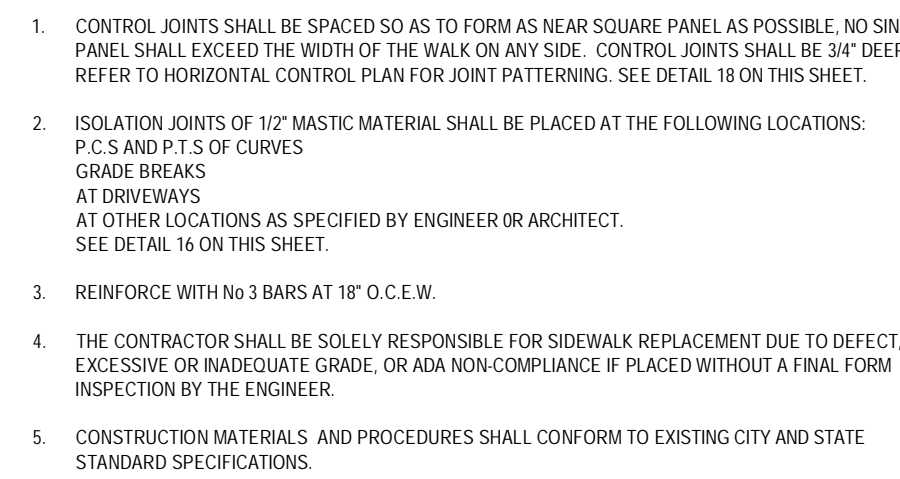 1. CONTROL JOINTS SHALL BE SPACED SO AS TO FORM AS NEAR SQUARE PANEL AS POSSIBLE, NO
PANEL SHALL EXCEED THE WIDTH OF THE WALK ON ANY SIDE. CONTROL JOINTS SHALL BE 3/4" DEEP
REFER TO HORIZONTAL CONTROL PLAN FOR JOINT PATTERNING. SEE DETAIL 18 ON THIS SHEET.
2. ISOLATION JOINTS OF 1/2" MASTIC MATERIAL SHALL BE PLACED AT THE FOLLOWING LOCATIONS:
P.C.S AND P.T.S OF CURVES
GRADE BREAKS
AT DRIVEWAYS
AT OTHER LOCATIONS AS SPECIFIED BY ENGINEER 0R ARCHITECT.
SEE DETAIL 16 ON THIS SHEET.
3. REINFORCE WITH No 3 BARS AT 18" O.C.E.W.
4. THE CONTRACTOR SHALL BE SOLELY RESPONSIBLE FOR SIDEWALK REPLACEMENT DUE TO DEFECT,
EXCESSIVE OR INADEQUATE GRADE, OR ADA NON-COMPLIANCE IF PLACED WITHOUT A FINAL FORM
INSPECTION BY THE ENGINEER.
5. CONSTRUCTION MATERIALS AND PROCEDURES SHALL CONFORM TO EXISTING CITY AND STATE
STANDARD SPECIFICATIONS.